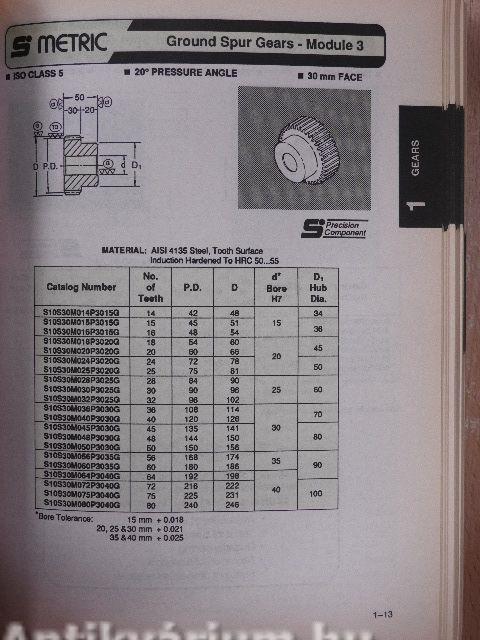 S METRIC
Ground Spur Gears - Module 3
■ ISO CLASS 5 ■ 20° PRESSURE ANGLE ■ 30 mm FACE
50
30 20
D P.D. d D₁
1
GEARS
Precision
Component
MATERIAL: AISI 4135 Steel, Tooth Surface
Induction Hardened To HRC 50...55
Catalog Number No. of Teeth P.D. D d* Bore H7 D₁ Hub Dia.
S10S30M014P3015G 14 42 48 15 34
S10S30M015P3015G 15 45 51 36
S10S30M016P3015G 16 48 54
S10S30M018P3020G 18 54 60 20 45
S10S30M020P3020G 20 60 66
S10S30M024P3020G 24 72 78 50
S10S30M025P3020G 25 75 81
S10S30M028P3025G 28 84 90 25 60
S10S30M030P3025G 30 90 96
S10S30M032P3025G 32 96 102
S10S30M036P3030G 36 108 114 30 70
S10S30M040P3030G 40 120 126
S10S30M045P3030G 45 135 141 80
S10S30M048P3030G 48 144 150
S10S30M050P3030G 50 150 156
S10S30M056P3035G 56 168 174 35 90
S10S30M060P3035G 60 180 186
S10S30M064P3040G 64 192 198 40
S10S30M072P3040G 72 216 222 100
S10S30M075P3040G 75 225 231
S10S30M080P3040G 80 240 246
*Bore Tolerance: 15 mm + 0.018
20, 25 & 30 mm + 0.021
35 & 40 mm + 0.025
1-13
Antikvárium.hu